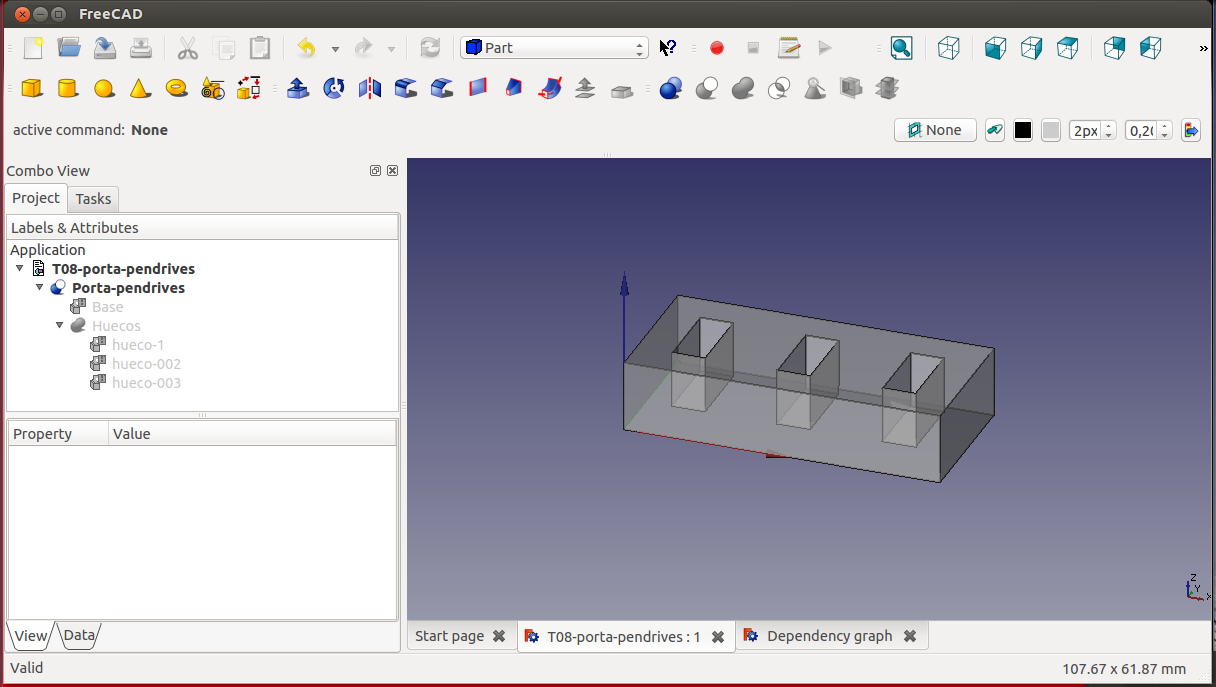 FreeCAD
Part
»
active command: None
None
2px
0,20
Combo View
Project
Tasks
Labels & Attributes
Application
T08-porta-pendrives
Porta-pendrives
Base
Huecos
hueco-1
hueco-002
hueco-003
Property
Value
Z
Y
X
View
Data
Start page
T08-porta-pendrives : 1
Dependency graph
Valid
107.67 x 61.87 mm